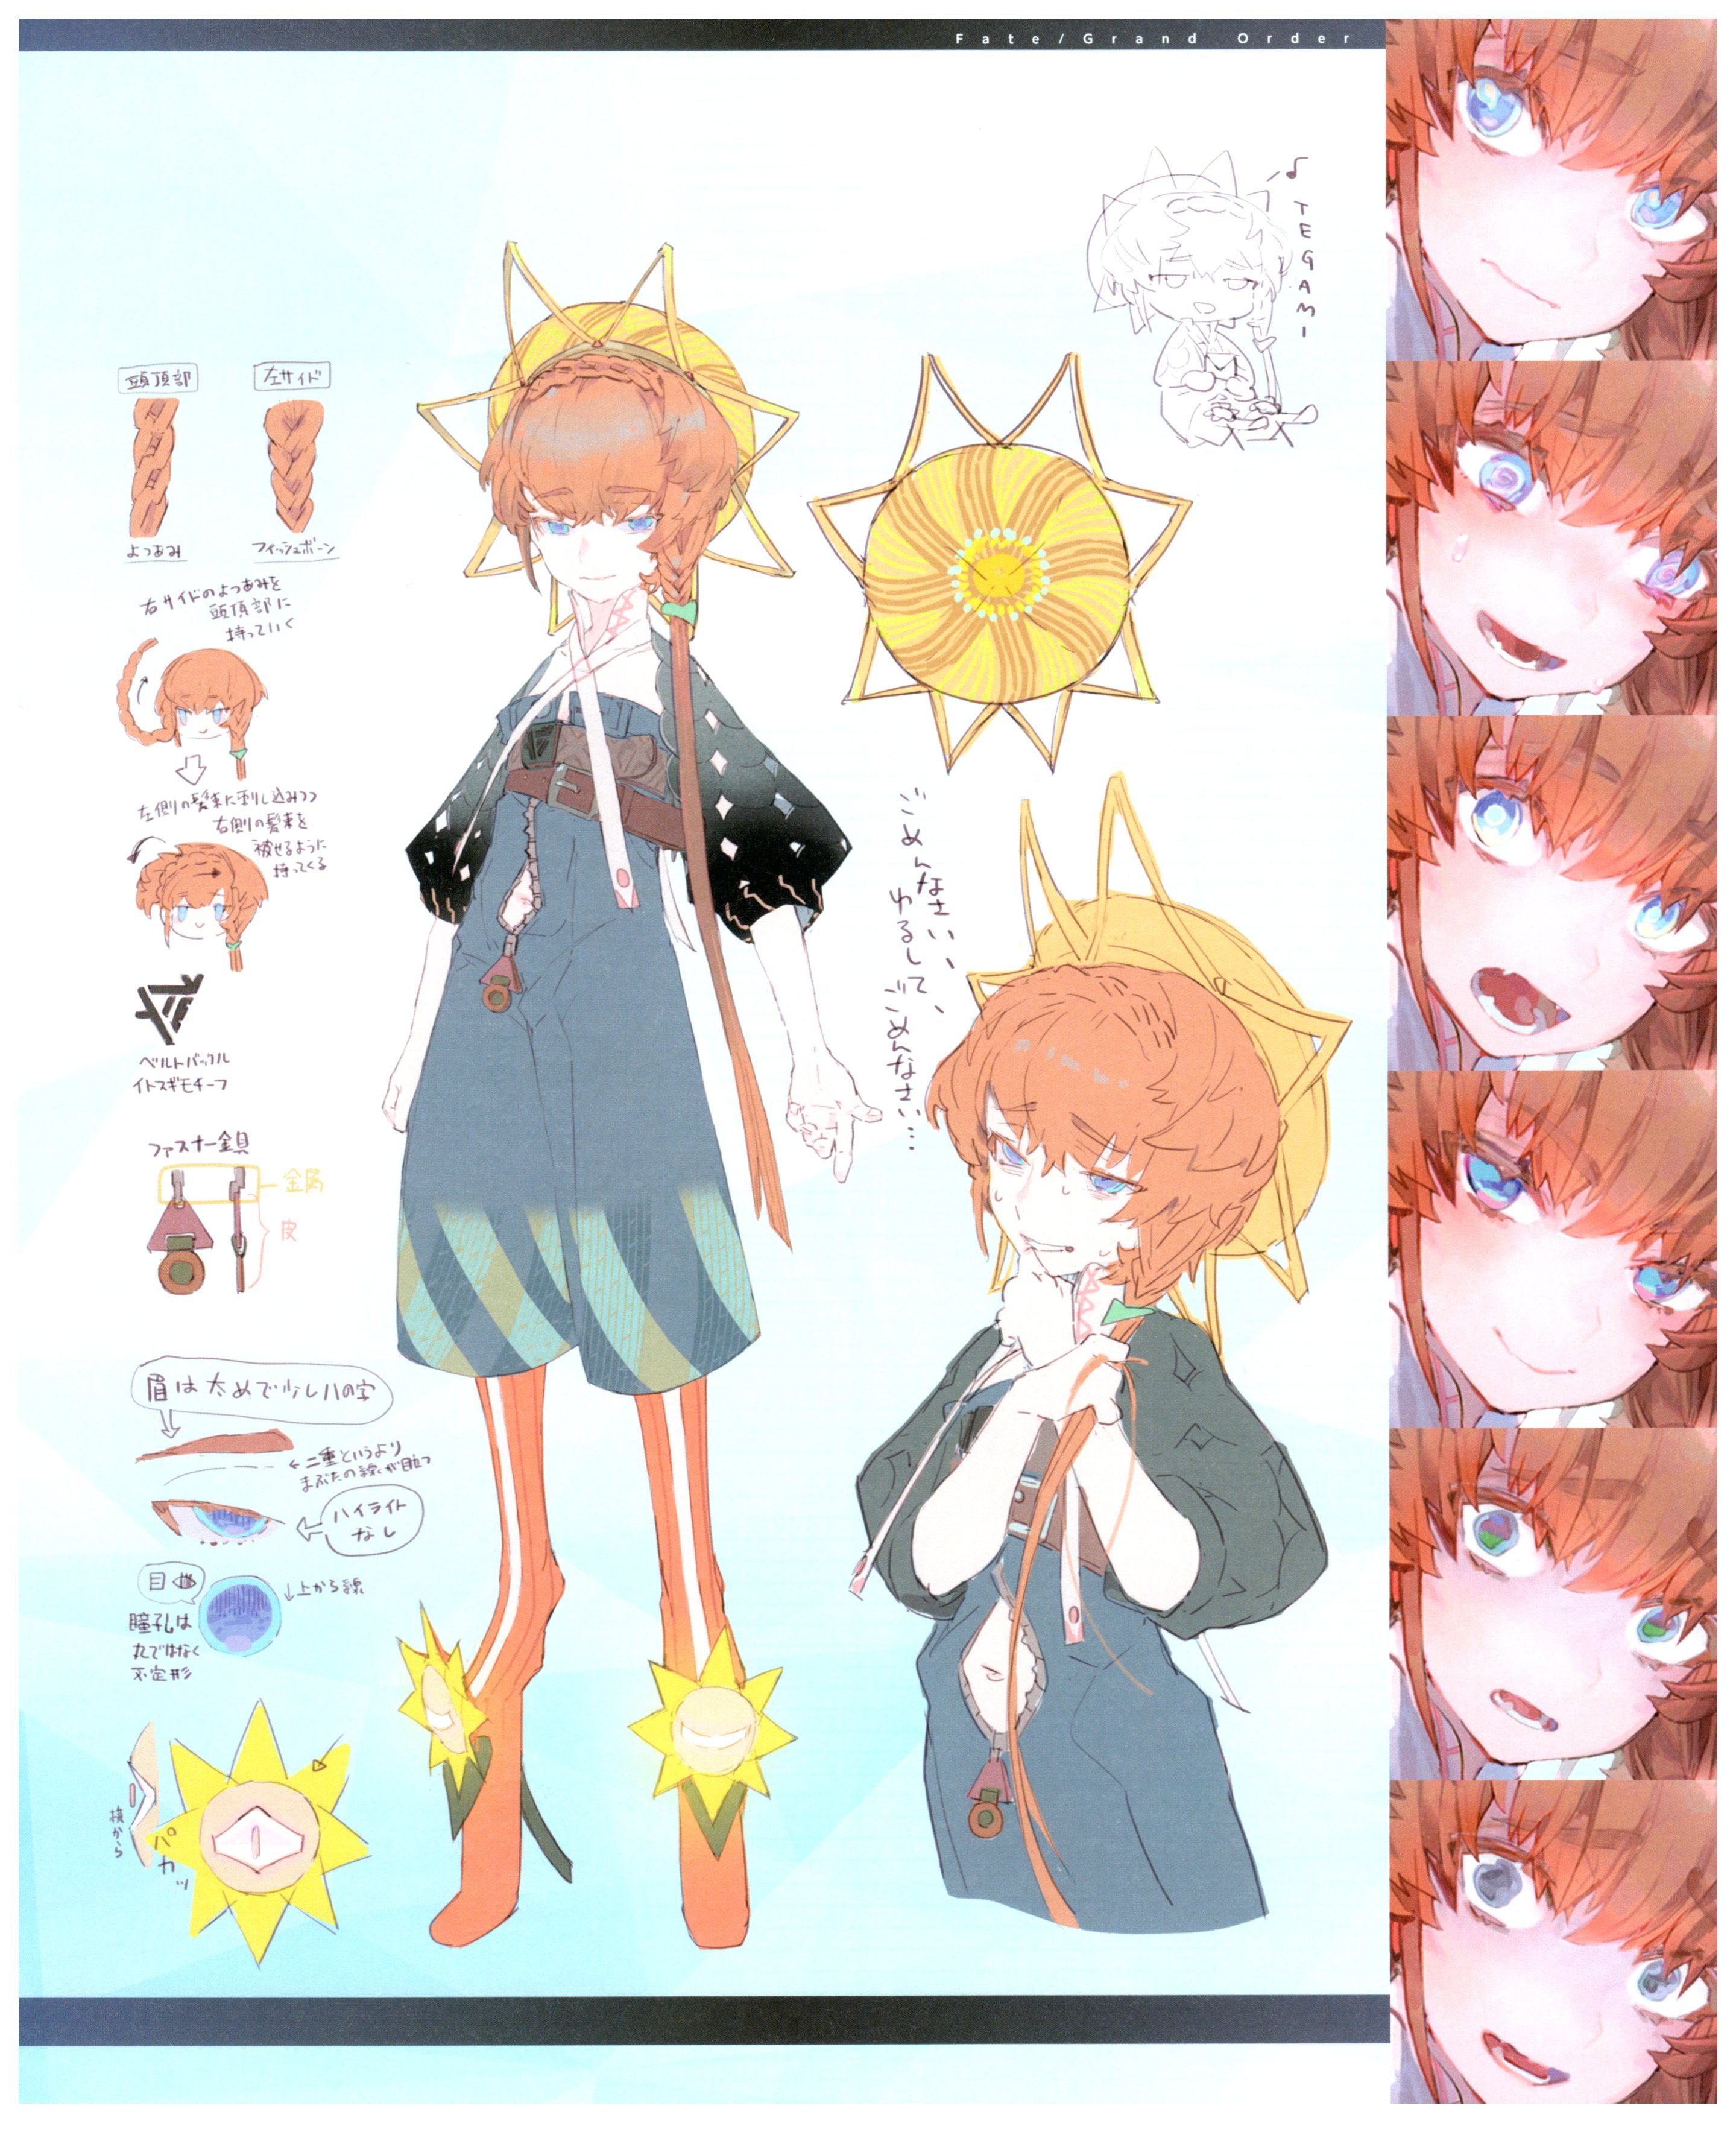 Fate/Grand Order
♪TEGAMI
頭頂部
左サイド
よつあみ
フィッシュボーン
右サイドのよつあみを
頭頂部に
持っていく
左側の髪束に刺し込みつつ
右側の髪束を
被せるように
持ってくる
ベルトバックル
イトスギモチーフ
ファスナー金具
金属
皮
ごめんなさい、
ゆるして、
ごめんなさい…
眉は太めで少しハの字
←二重というより
まぶたの線が目立つ
ハイライト
なし
目
↓上から線
瞳孔は
丸ではなく
不定形
横から
パカッ